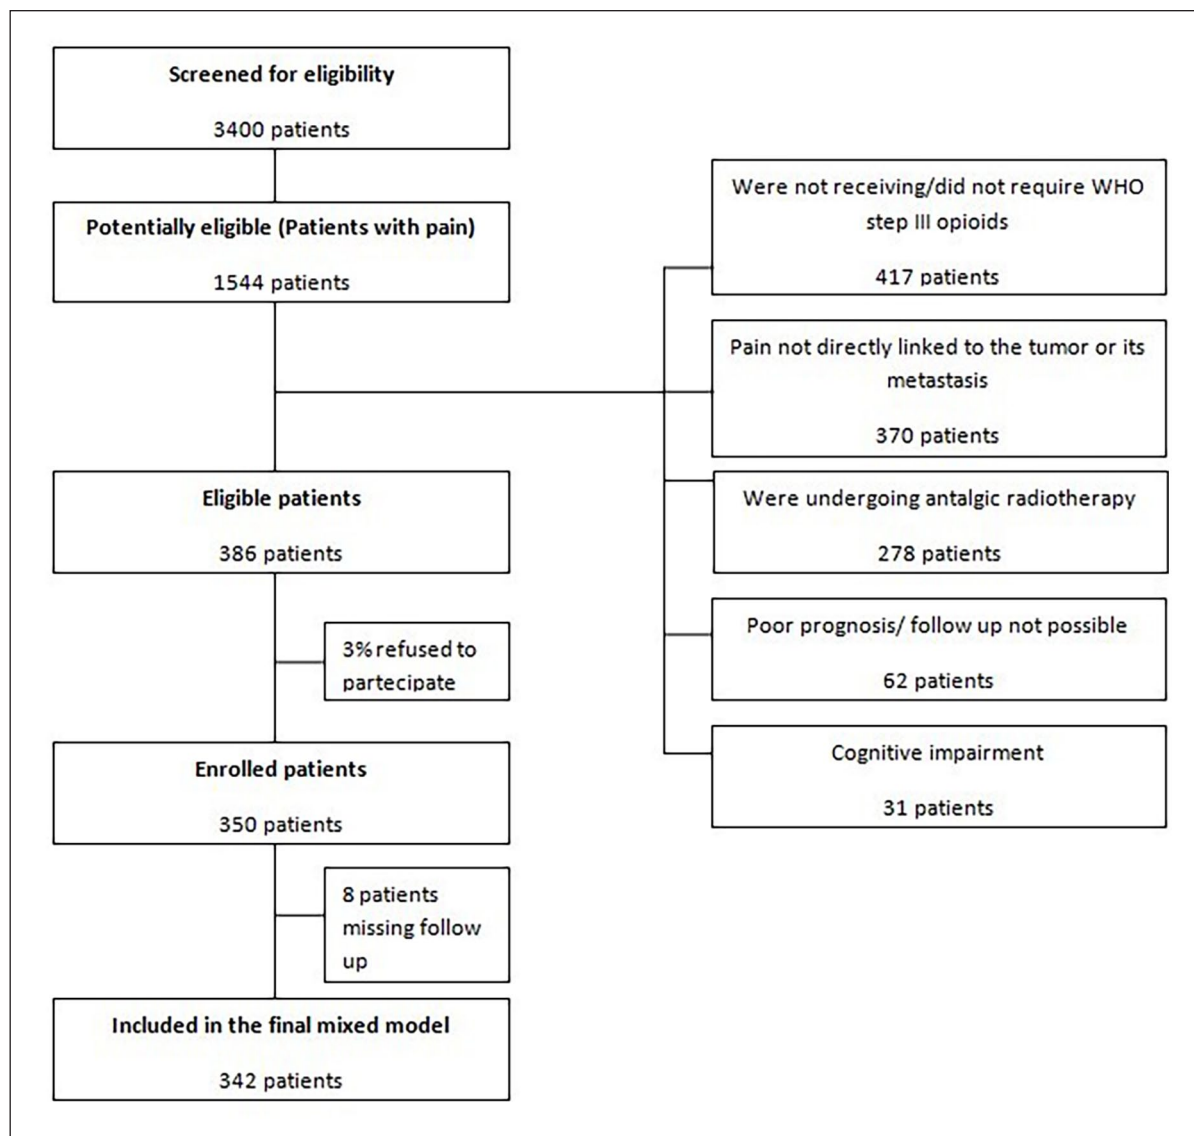 Screened for eligibility
3400 patients
Potentially eligible (Patients with pain)
1544 patients
Were not receiving/did not require WHO
step III opioids
417 patients
Pain not directly linked to the tumor or its
metastasis
370 patients
Were undergoing antalgic radiotherapy
278 patients
Poor prognosis/ follow up not possible
62 patients
Cognitive impairment
31 patients
Eligible patients
386 patients
3% refused to
partecipate
Enrolled patients
350 patients
8 patients
missing follow
up
Included in the final mixed model
342 patients